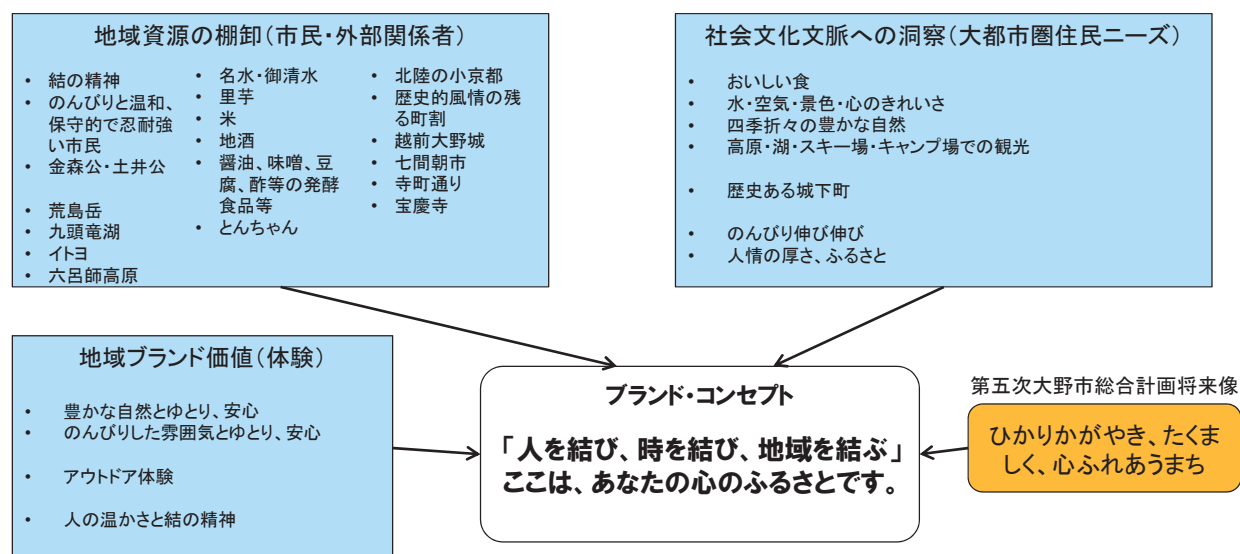 地域資源の棚卸(市民・外部関係者)
• 結の精神
• のんびりと温和、
保守的で忍耐強
い市民
• 金森公・土井公
• 荒島岳
• 九頭竜湖
• イトヨ
• 六呂師高原
• 名水・御清水
• 里芋
• 米
• 地酒
• 醤油、味噌、豆
腐、酢等の発酵
食品等
• とんちゃん
• 北陸の小京都
• 歴史的風情の残
る町割
• 越前大野城
• 七間朝市
• 寺町通り
• 宝慶寺
社会文化文脈への洞察(大都市圏住民ニーズ)
• おいしい食
• 水・空気・景色・心のきれいさ
• 四季折々の豊かな自然
• 高原・湖・スキー場・キャンプ場での観光
• 歴史ある城下町
• のんびり伸び伸び
• 人情の厚さ、ふるさと
地域ブランド価値(体験)
• 豊かな自然とゆとり、安心
• のんびりした雰囲気とゆとり、安心
• アウトドア体験
• 人の温かさと結の精神
ブランド・コンセプト
「人を結び、時を結び、地域を結ぶ」
ここは、あなたの心のふるさとです。
第五次大野市総合計画将来像
ひかりかがやき、たくま
しく、心ふれあうまち